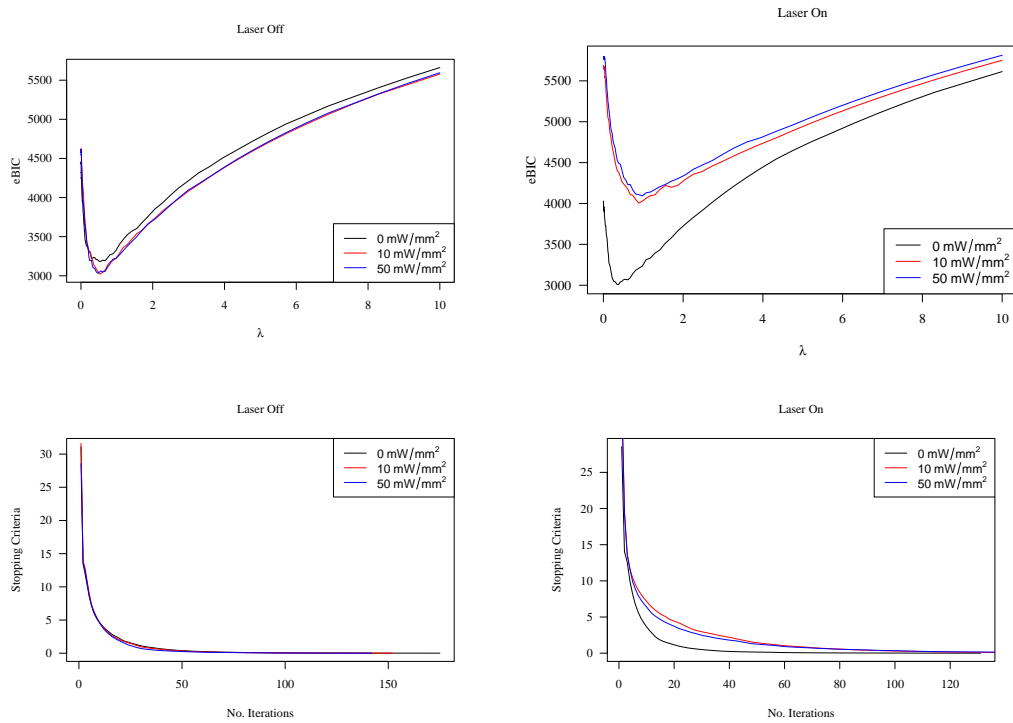 Laser Off
eBIC
5500
5000
4500
4000
3500
3000
0 2 4 6 8 10
λ
0 mW/mm²
10 mW/mm²
50 mW/mm²
Laser On
eBIC
5500
5000
4500
4000
3500
3000
0 2 4 6 8 10
λ
0 mW/mm²
10 mW/mm²
50 mW/mm²
Laser Off
Stopping Criteria
30
25
20
15
10
5
0
0 50 100 150
No. Iterations
0 mW/mm²
10 mW/mm²
50 mW/mm²
Laser On
Stopping Criteria
25
20
15
10
5
0
0 20 40 60 80 100 120
No. Iterations
0 mW/mm²
10 mW/mm²
50 mW/mm²